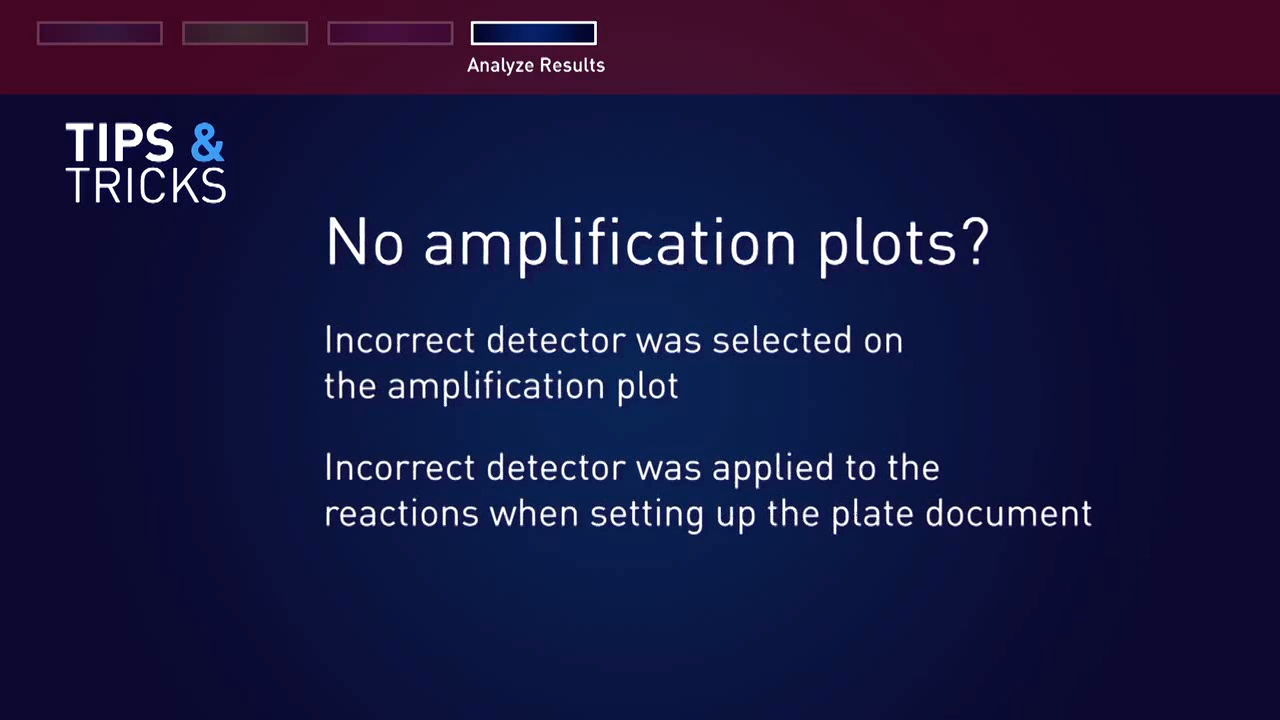 Analyze Results
TIPS &
TRICKS
No amplification plots?
Incorrect detector was selected on
the amplification plot
Incorrect detector was applied to the
reactions when setting up the plate document